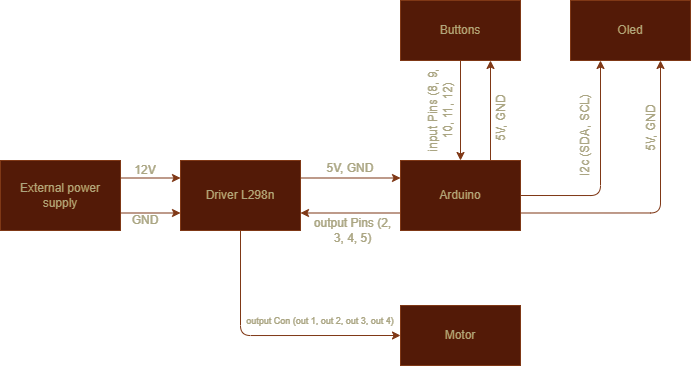 Buttons
Oled
input Pins (8, 9,
10, 11, 12)
5V, GND
I2c (SDA, SCL)
5V, GND
External power
supply
12V
GND
Driver L298n
5V, GND
output Pins (2,
3, 4, 5)
Arduino
output Con (out 1, out 2, out 3, out 4)
Motor